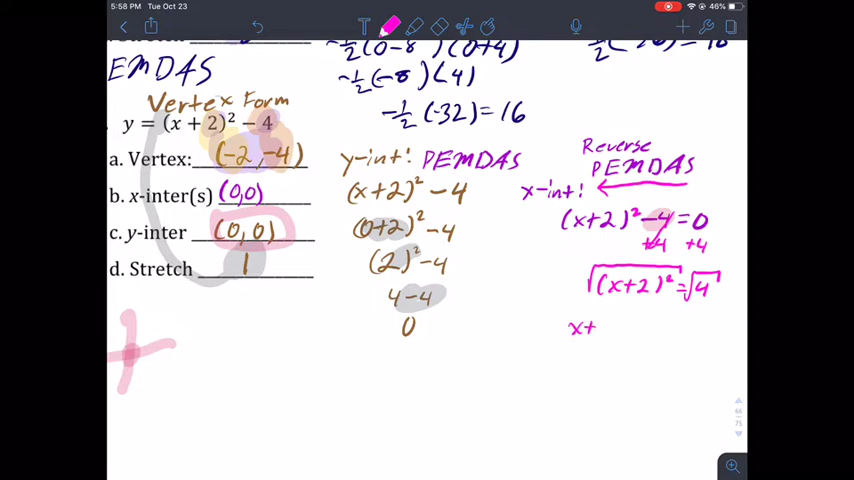 5:58 PM Tue Oct 23
46%
EMDAS
Vertex Form
y = (x + 2)² − 4
a. Vertex: (-2, -4)
b. x-inter(s) (0,0)
c. y-inter (0, 0)
d. Stretch 1
-½(0-8)(0+4)
-½(-8)(4)
-½(-32) = 16
y-int: PEMDAS
(x+2)² - 4
(0+2)² - 4
(2)² - 4
4 - 4
0
Reverse
PEMDAS
x-int:
(x+2)² - 4 = 0
+4 +4
√(x+2)² = √4
x+
66
75